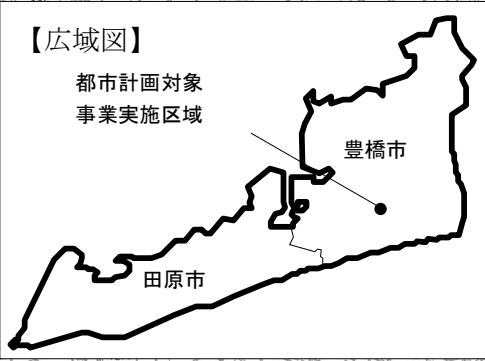 【広域図】
都市計画対象
事業実施区域
豊橋市
田原市